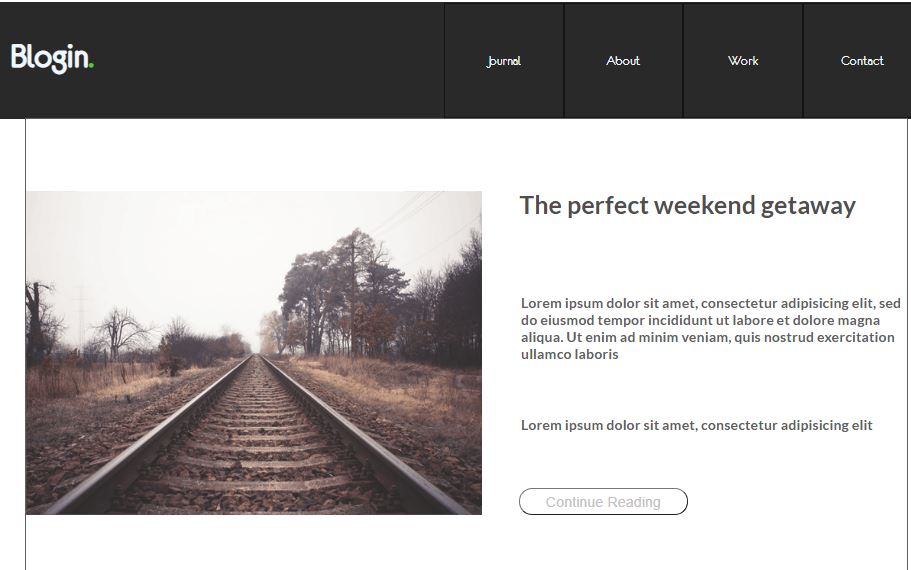 Blogin.
Journal
About
Work
Contact
The perfect weekend getaway
Lorem ipsum dolor sit amet, consectetur adipisicing elit, sed
do eiusmod tempor incididunt ut labore et dolore magna
aliqua. Ut enim ad minim veniam, quis nostrud exercitation
ullamco laboris
Lorem ipsum dolor sit amet, consectetur adipisicing elit
Continue Reading